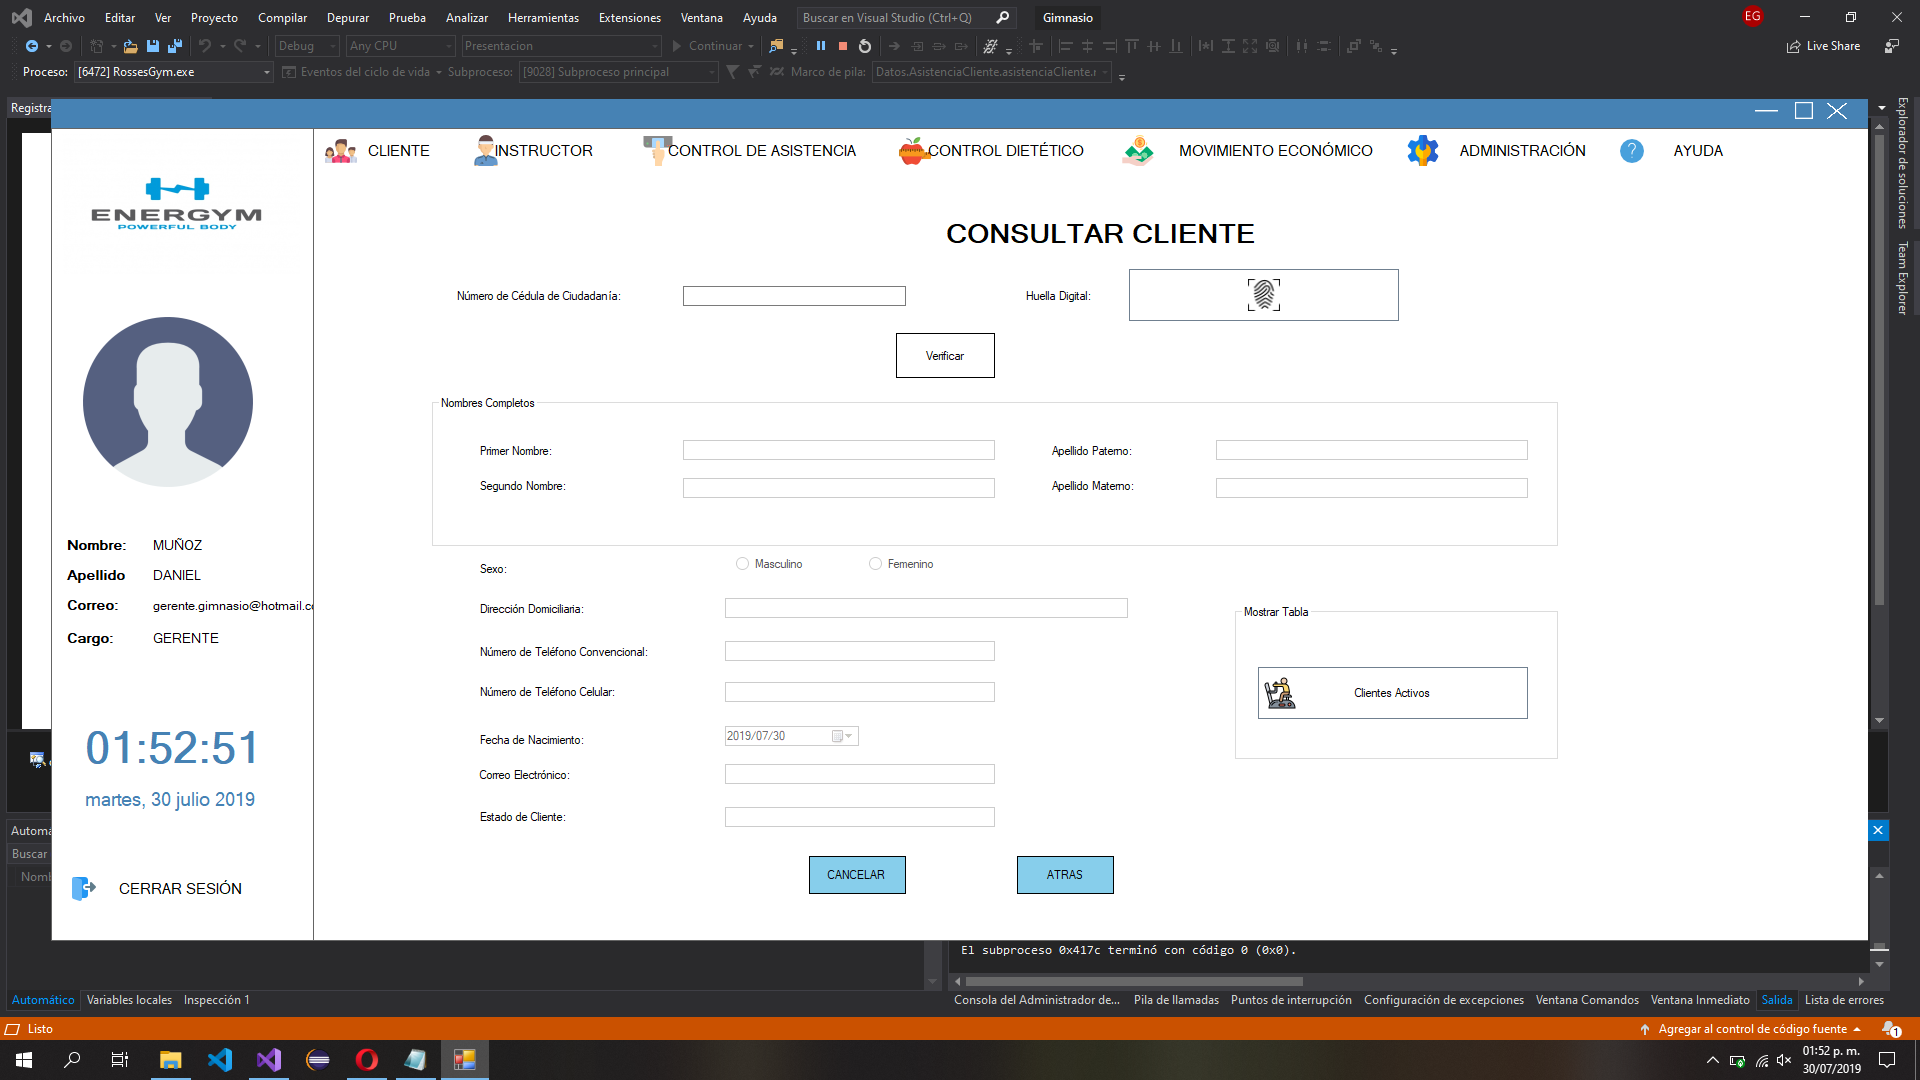 Archivo Editar Ver Proyecto Compilar Depurar Prueba Analizar Herramientas Extensiones Ventana Ayuda Buscar en Visual Studio (Ctrl+Q) Gimnasio EG
Debug Any CPU Presentacion Continuar Live Share
Proceso: [6472] RossesGym.exe Eventos del ciclo de vida Subproceso: [9028] Subproceso principal Marco de pila: Datos.AsistenciaCliente.asistenciaCliente.r
Registra
Explorador de soluciones
Team Explorer
CLIENTE INSTRUCTOR CONTROL DE ASISTENCIA CONTROL DIETÉTICO MOVIMIENTO ECONÓMICO ADMINISTRACIÓN ? AYUDA
ENERGYM
POWERFUL BODY
CONSULTAR CLIENTE
Número de Cédula de Ciudadanía: Huella Digital:
Verificar
Nombres Completos
Primer Nombre: Apellido Paterno:
Segundo Nombre: Apellido Materno:
Nombre: MUÑOZ
Apellido DANIEL
Correo: gerente.gimnasio@hotmail.co
Cargo: GERENTE
Sexo: Masculino Femenino
Dirección Domiciliaria:
Número de Teléfono Convencional:
Número de Teléfono Celular:
Fecha de Nacimiento: 2019/07/30
Correo Electrónico:
Estado de Cliente:
Mostrar Tabla
Clientes Activos
01:52:51
martes, 30 julio 2019
CANCELAR ATRAS
CERRAR SESIÓN
Automá
Buscar
Nomb
El subproceso 0x417c terminó con código 0 (0x0).
Automático Variables locales Inspección 1
Consola del Administrador de... Pila de llamadas Puntos de interrupción Configuración de excepciones Ventana Comandos Ventana Inmediato Salida Lista de errores
Listo Agregar al control de código fuente 1
01:52 p. m.
30/07/2019